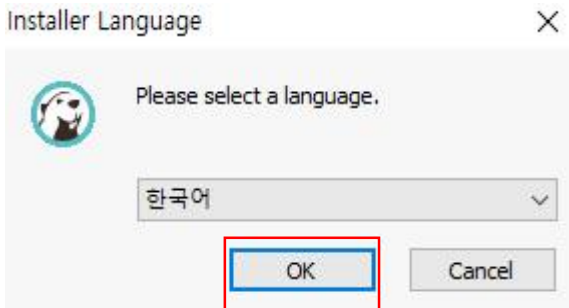 Installer Language
Please select a language.
한국어
OK
Cancel